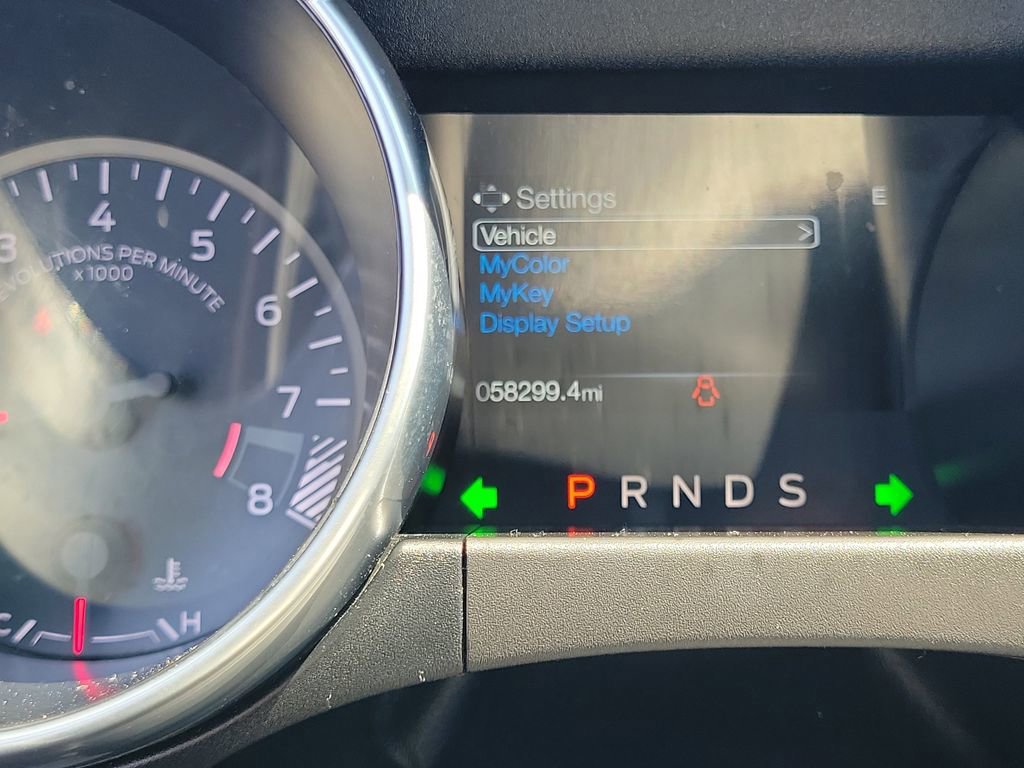 3
4
5
6
7
8
REVOLUTIONS PER MINUTE
x1000
C
H
Settings
E
Vehicle >
MyColor
MyKey
Display Setup
058299.4mi
P R N D S